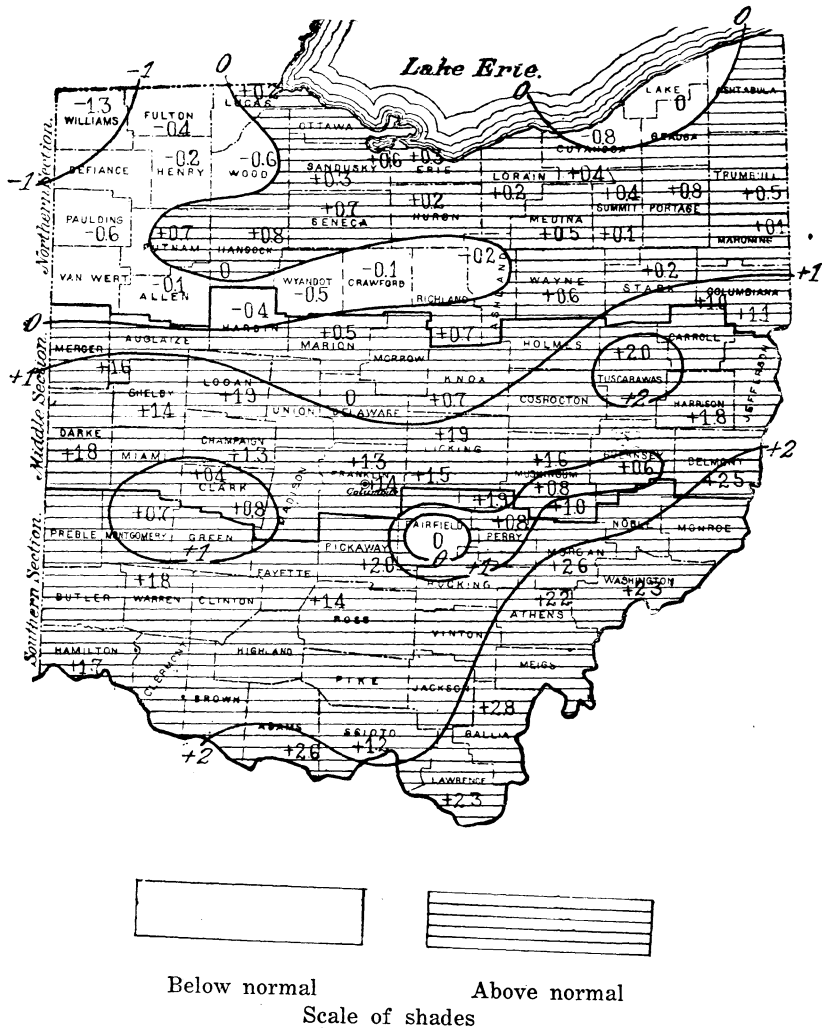 0
-1
0
Lake Erie.
0
-1.3
WILLIAMS
FULTON
-0.4
+0.2
LUCAS
OTTAWA
LAKE
0
ASHTABULA
GEAUGA
-0.8
CUYAHOGA
-1
DEFIANCE
-0.2
HENRY
-0.6
WOOD
SANDUSKY
+0.3
+0.6
+0.3
ERIE
LORAIN
+0.4
+0.2
TRUMBULL
+0.5
Northern Section.
PAULDING
-0.6
+0.7
PUTNAM
+0.8
HANCOCK
+0.7
SENECA
+0.2
HURON
MEDINA
+0.5
+0.4
SUMMIT
+0.1
+0.8
PORTAGE
+0.1
MAHONING
VAN WERT
-0.1
ALLEN
0
WYANDOT
-0.5
-0.1
CRAWFORD
RICHLAND
-0.2
ASHLAND
WAYNE
+0.6
+0.2
STARK
+1
COLUMBIANA
+1.0
+1.1
0
AUGLAIZE
-0.4
HARDIN
+0.5
MARION
MORROW
+0.7
HOLMES
+2.0
CARROLL
JEFFERSON
+1
MERCER
+1.6
SHELBY
+1.4
LOGAN
+1.9
UNION
0
DELAWARE
KNOX
+0.7
COSHOCTON
TUSCARAWAS
+2
HARRISON
+1.8
Middle Section.
DARKE
+1.8
MIAMI
CHAMPAIGN
+1.3
+0.4
CLARK
MADISON
+1.3
FRANKLIN
1.4
Columbus
+1.9
LICKING
+1.5
+1.6
MUSKINGUM
+0.8
GUERNSEY
+0.6
BELMONT
+2.5
+2
+0.7
+0.8
+1.9
+1.0
PREBLE
MONTGOMERY
GREEN
+1
PICKAWAY
+2.0
FAIRFIELD
0
0
+0.8
PERRY
+1
NOBLE
MONROE
MORGAN
+2.6
Southern Section.
FAYETTE
HOCKING
WASHINGTON
+2.3
+1.8
BUTLER
WARREN
CLINTON
+1.4
ROSS
+2.2
ATHENS
VINTON
HAMILTON
+1.7
CLERMONT
HIGHLAND
PIKE
JACKSON
MEIGS
BROWN
+2.8
GALLIA
+2
ADAMS
+2.6
SCIOTO
+1.2
LAWRENCE
+2.3
Below normal
Above normal
Scale of shades